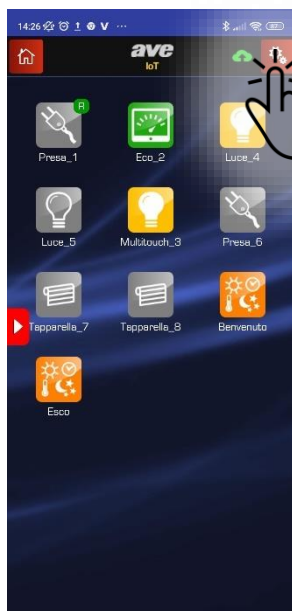 14:26
ave
IoT
R
Presa_1
Eco_2
Luce_4
Luce_5
Multitouch_3
Presa_6
Tapparella_7
Tapparella_8
Benvenuto
Esco